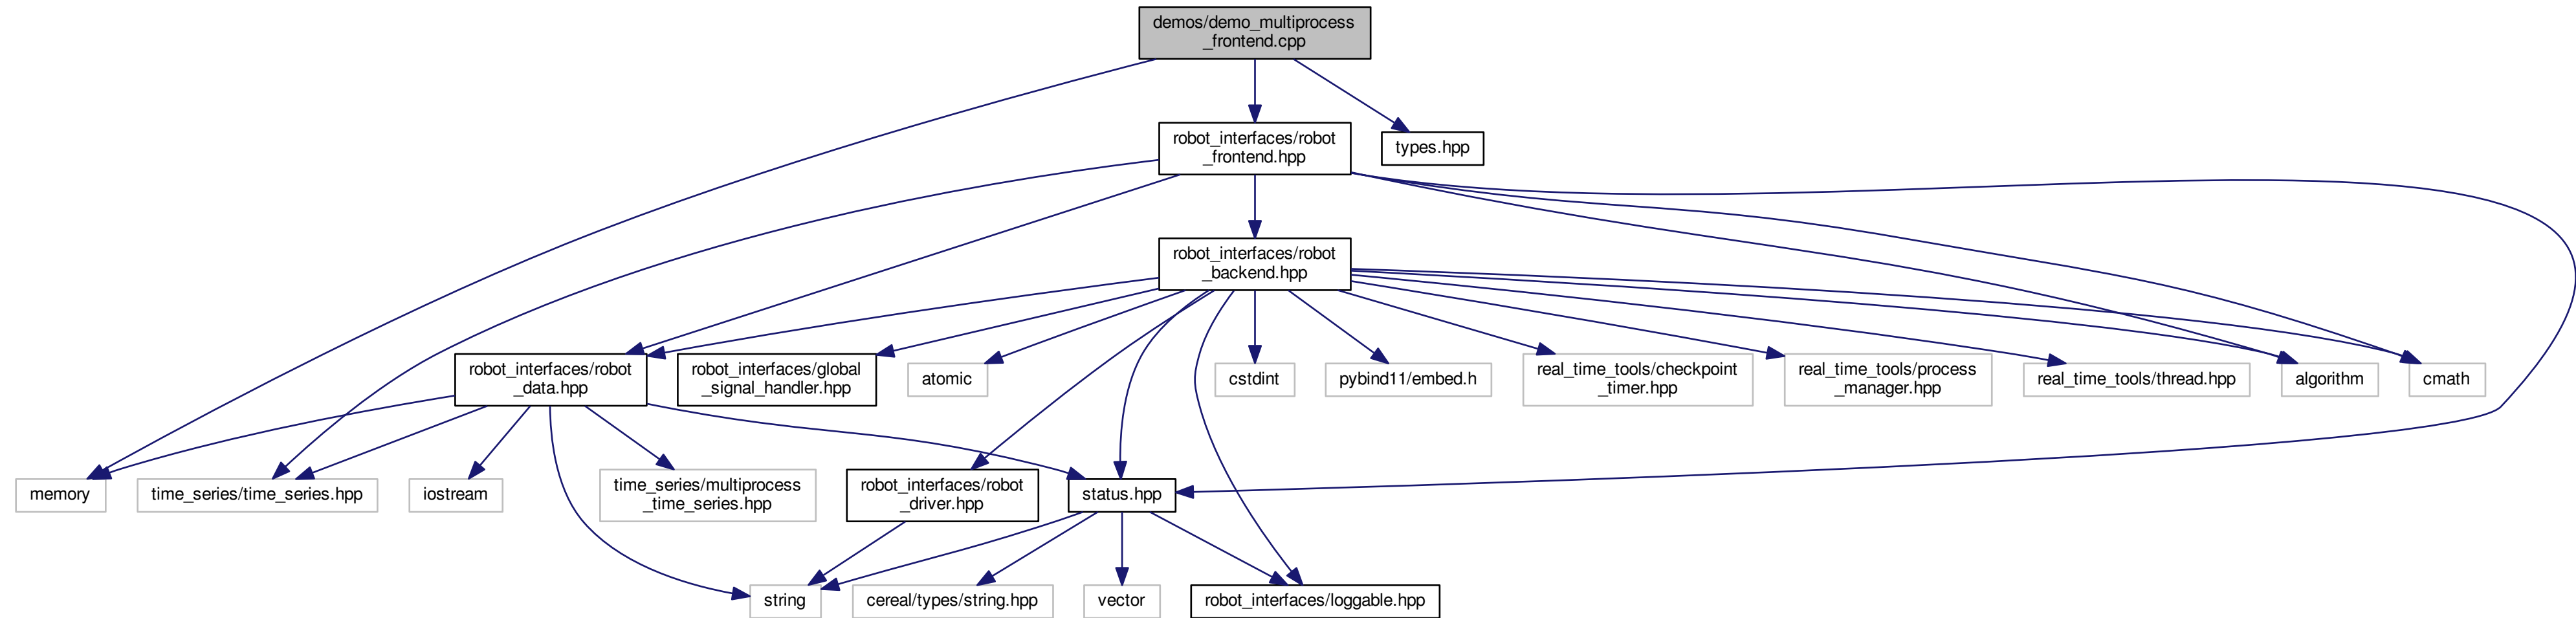 demos/demo_multiprocess
_frontend.cpp
robot_interfaces/robot
_frontend.hpp
types.hpp
robot_interfaces/robot
_backend.hpp
robot_interfaces/robot
_data.hpp
robot_interfaces/global
_signal_handler.hpp
atomic
cstdint
pybind11/embed.h
real_time_tools/checkpoint
_timer.hpp
real_time_tools/process
_manager.hpp
real_time_tools/thread.hpp
algorithm
cmath
memory
time_series/time_series.hpp
iostream
time_series/multiprocess
_time_series.hpp
robot_interfaces/robot
_driver.hpp
status.hpp
string
cereal/types/string.hpp
vector
robot_interfaces/loggable.hpp